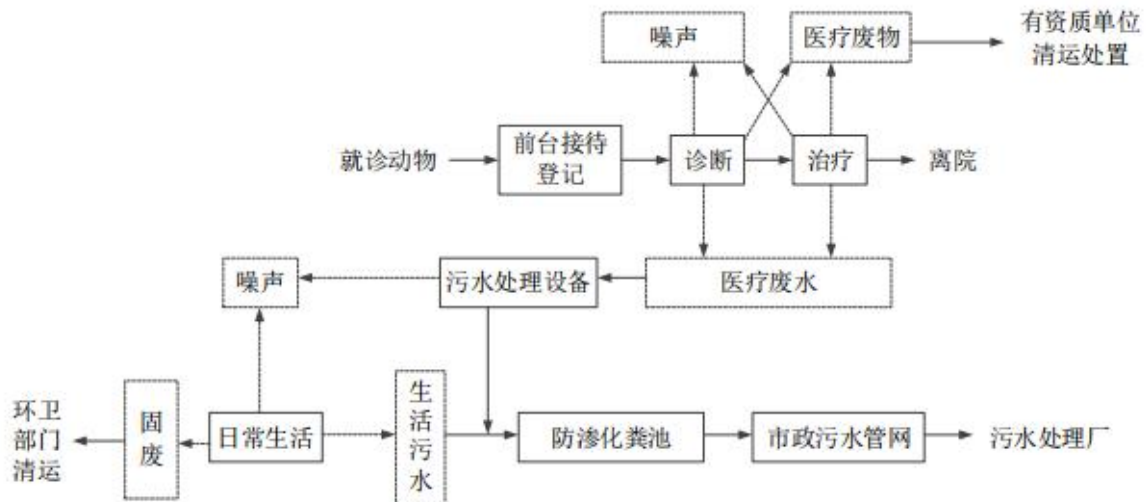 噪声
医疗废物
有资质单位
清运处置
就诊动物
前台接待
登记
诊断
治疗
离院
噪声
污水处理设备
医疗废水
环卫
部门
清运
固
废
日常生活
生
活
污
水
防渗化粪池
市政污水管网
污水处理厂